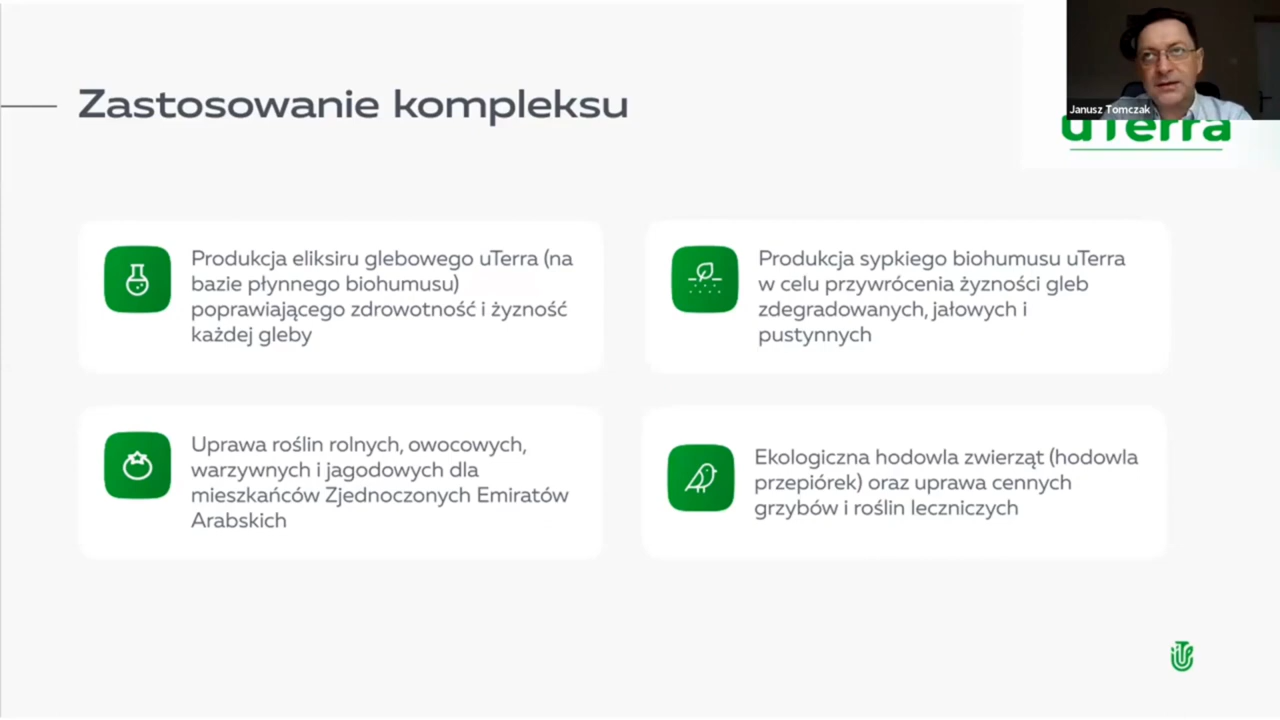 Janusz Tomczak
uTerra
Zastosowanie kompleksu
Produkcja eliksiru glebowego uTerra (na
bazie płynnego biohumusu)
poprawiającego zdrowotność i żyzność
każdej gleby
Produkcja sypkiego biohumusu uTerra
w celu przywrócenia żyzności gleb
zdegradowanych, jałowych i
pustynnych
Uprawa roślin rolnych, owocowych,
warzywnych i jagodowych dla
mieszkańców Zjednoczonych Emiratów
Arabskich
Ekologiczna hodowla zwierząt (hodowla
przepiórek) oraz uprawa cennych
grzybów i roślin leczniczych